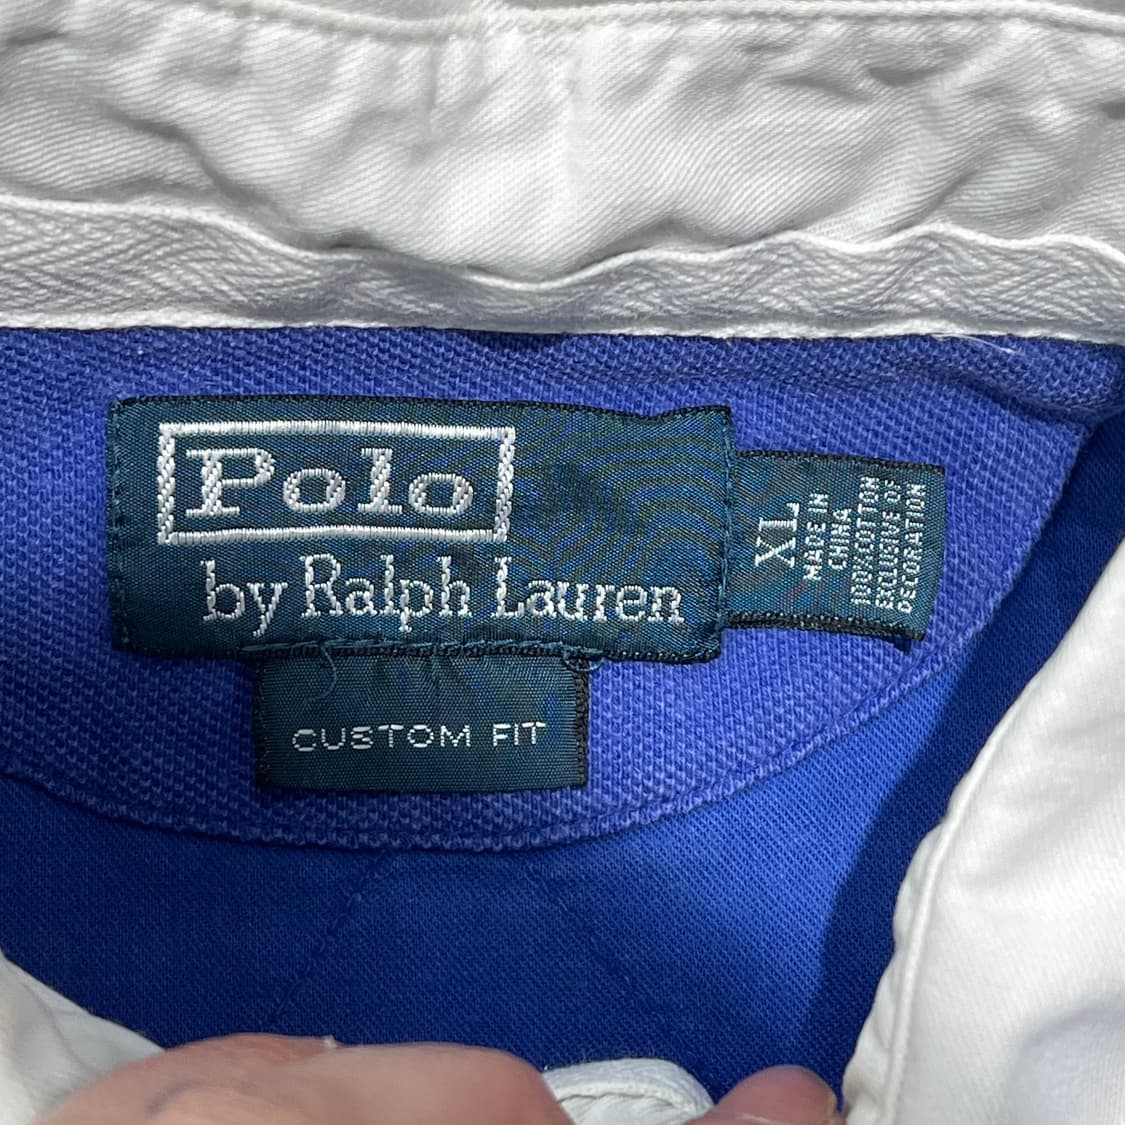 Polo
by Ralph Lauren
XL
MADE IN
CHINA
100% COTTON
EXCLUSIVE OF
DECORATION
CUSTOM FIT